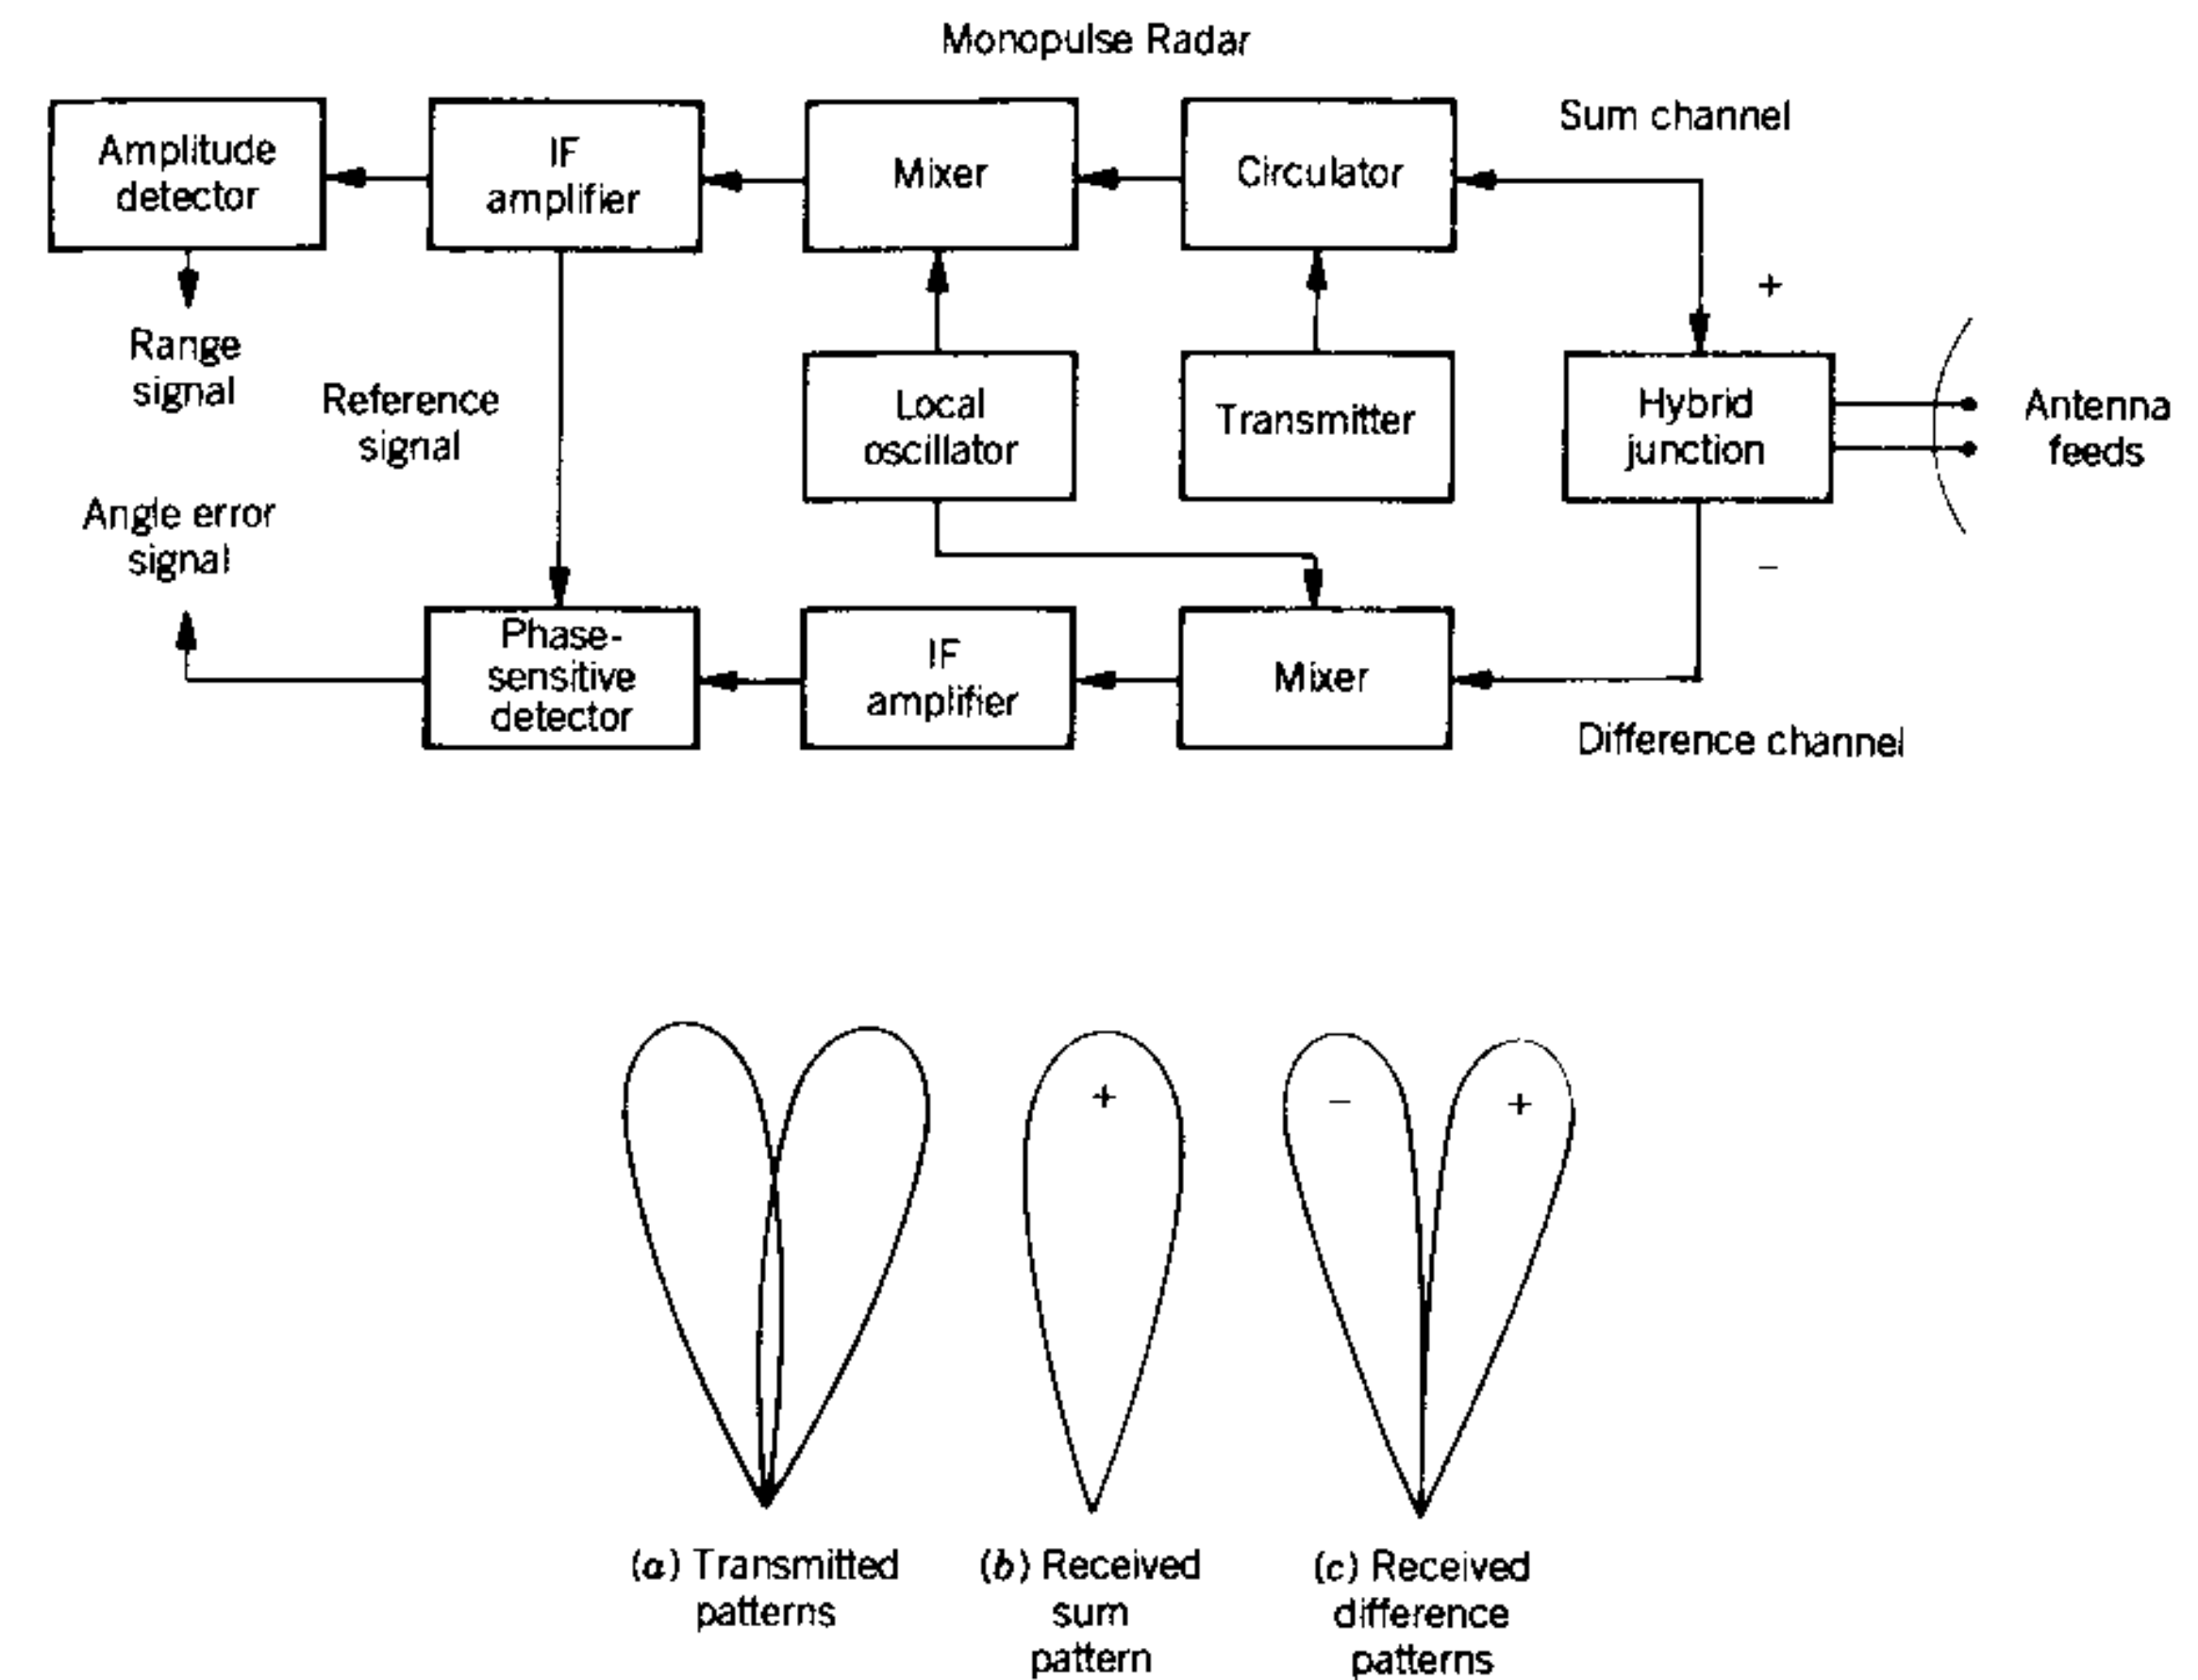 Monopulse Radar
Amplitude
detector
IF
amplifier
Mixer
Circulator
Sum channel
+
Range
signal
Reference
signal
Local
oscillator
Transmitter
Hybrid
junction
Antenna
feeds
Angle error
signal
−
Phase-
sensitive
detector
IF
amplifier
Mixer
Difference channel
+
−
+
(a) Transmitted
patterns
(b) Received
sum
pattern
(c) Received
difference
patterns